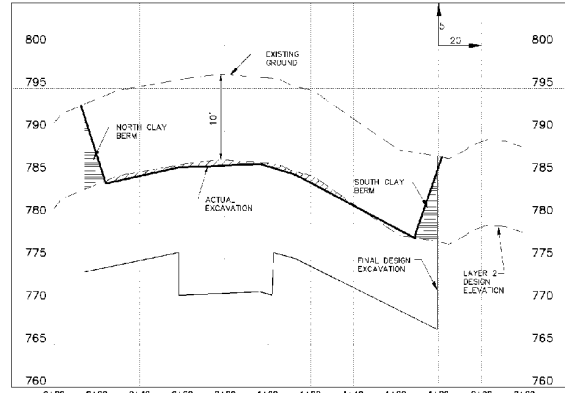 5
20
800
800
EXISTING
GROUND
795
795
10'
790
790
NORTH CLAY
BERM
785
785
SOUTH CLAY
BERM
ACTUAL
EXCAVATION
780
780
775
775
FINAL DESIGN
EXCAVATION
LAYER 2
DESIGN
ELEVATION
770
770
765
765
760
760